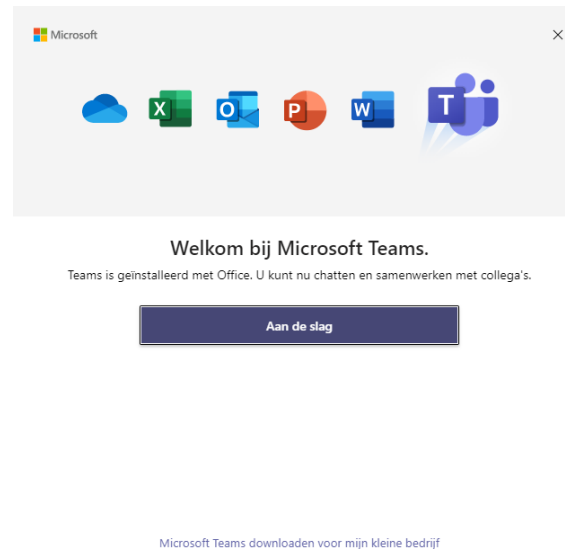 Microsoft
Welkom bij Microsoft Teams.
Teams is geïnstalleerd met Office. U kunt nu chatten en samenwerken met collega's.
Aan de slag
Microsoft Teams downloaden voor mijn kleine bedrijf